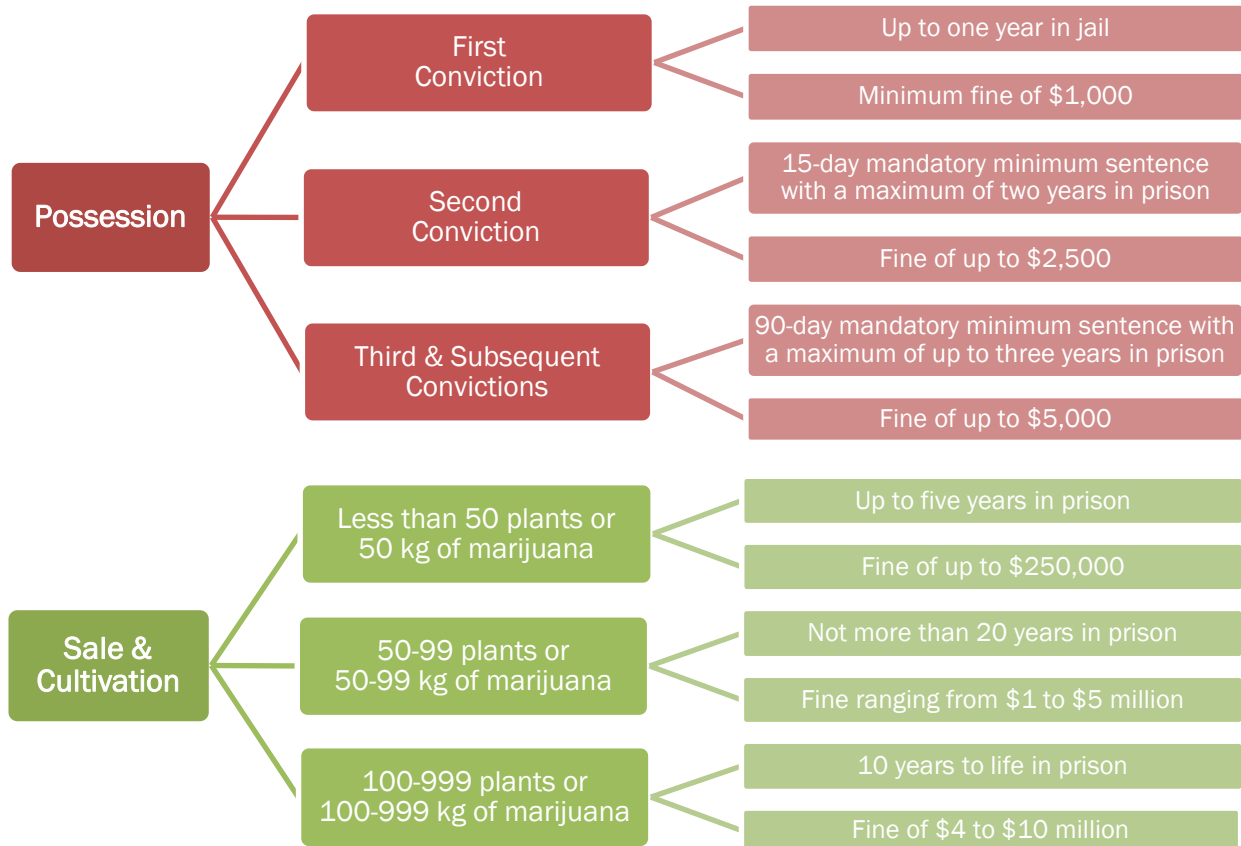 Possession
First
Conviction
Up to one year in jail
Minimum fine of $1,000
Second
Conviction
15-day mandatory minimum sentence
with a maximum of two years in prison
Fine of up to $2,500
Third & Subsequent
Convictions
90-day mandatory minimum sentence with
a maximum of up to three years in prison
Fine of up to $5,000
Sale &
Cultivation
Less than 50 plants or
50 kg of marijuana
Up to five years in prison
Fine of up to $250,000
50-99 plants or
50-99 kg of marijuana
Not more than 20 years in prison
Fine ranging from $1 to $5 million
100-999 plants or
100-999 kg of marijuana
10 years to life in prison
Fine of $4 to $10 million